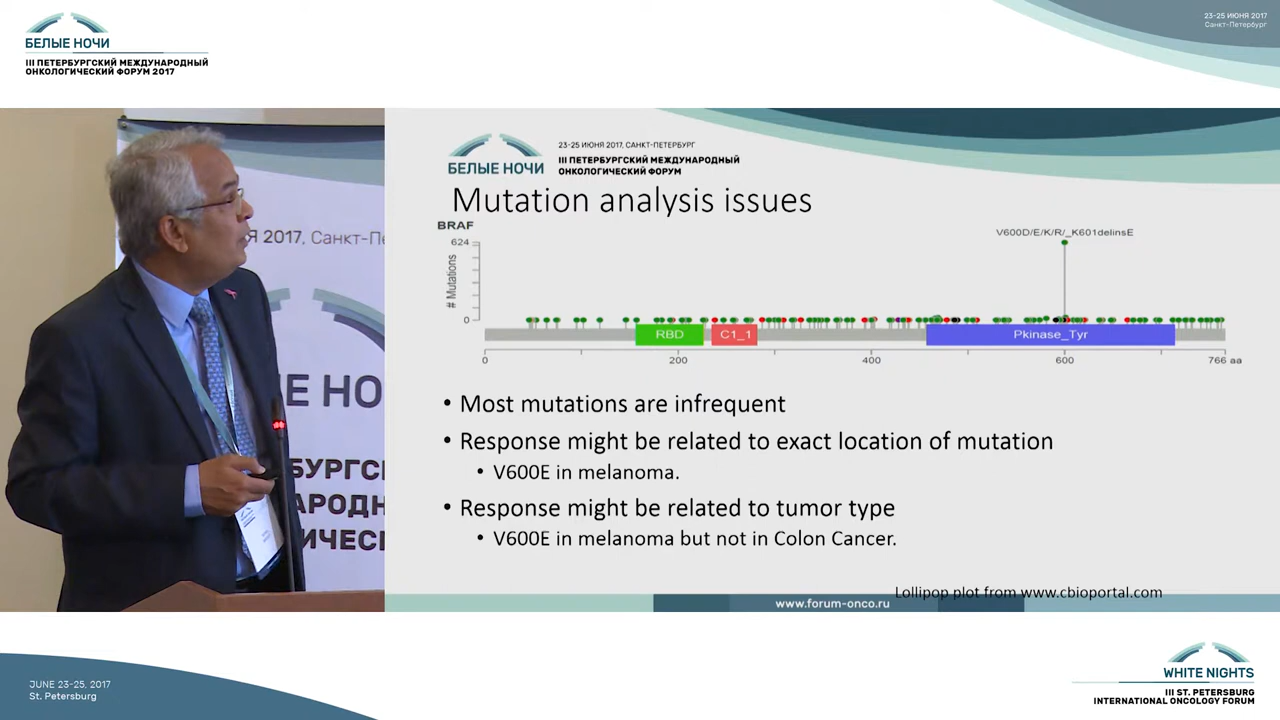 БЕЛЫЕ НОЧИ
III ПЕТЕРБУРГСКИЙ МЕЖДУНАРОДНЫЙ
ОНКОЛОГИЧЕСКИЙ ФОРУМ 2017
23-25 ИЮНЯ 2017
Санкт-Петербург
Я 2017, Санкт-Пе
Е НО
БУРГСК
АРОДН
ИЧЕС
23-25 ИЮНЯ 2017, САНКТ-ПЕТЕРБУРГ
БЕЛЫЕ НОЧИ
III ПЕТЕРБУРГСКИЙ МЕЖДУНАРОДНЫЙ
ОНКОЛОГИЧЕСКИЙ ФОРУМ
Mutation analysis issues
BRAF
V600D/E/K/R/_K601delinsE
624
# Mutations
0
RBD C1_1 Pkinase_Tyr
0 200 400 600 766 aa
• Most mutations are infrequent
• Response might be related to exact location of mutation
• V600E in melanoma.
• Response might be related to tumor type
• V600E in melanoma but not in Colon Cancer.
Lollipop plot from www.cbioportal.com
www.forum-onco.ru
JUNE 23-25, 2017
St. Petersburg
WHITE NIGHTS
III ST. PETERSBURG
INTERNATIONAL ONCOLOGY FORUM